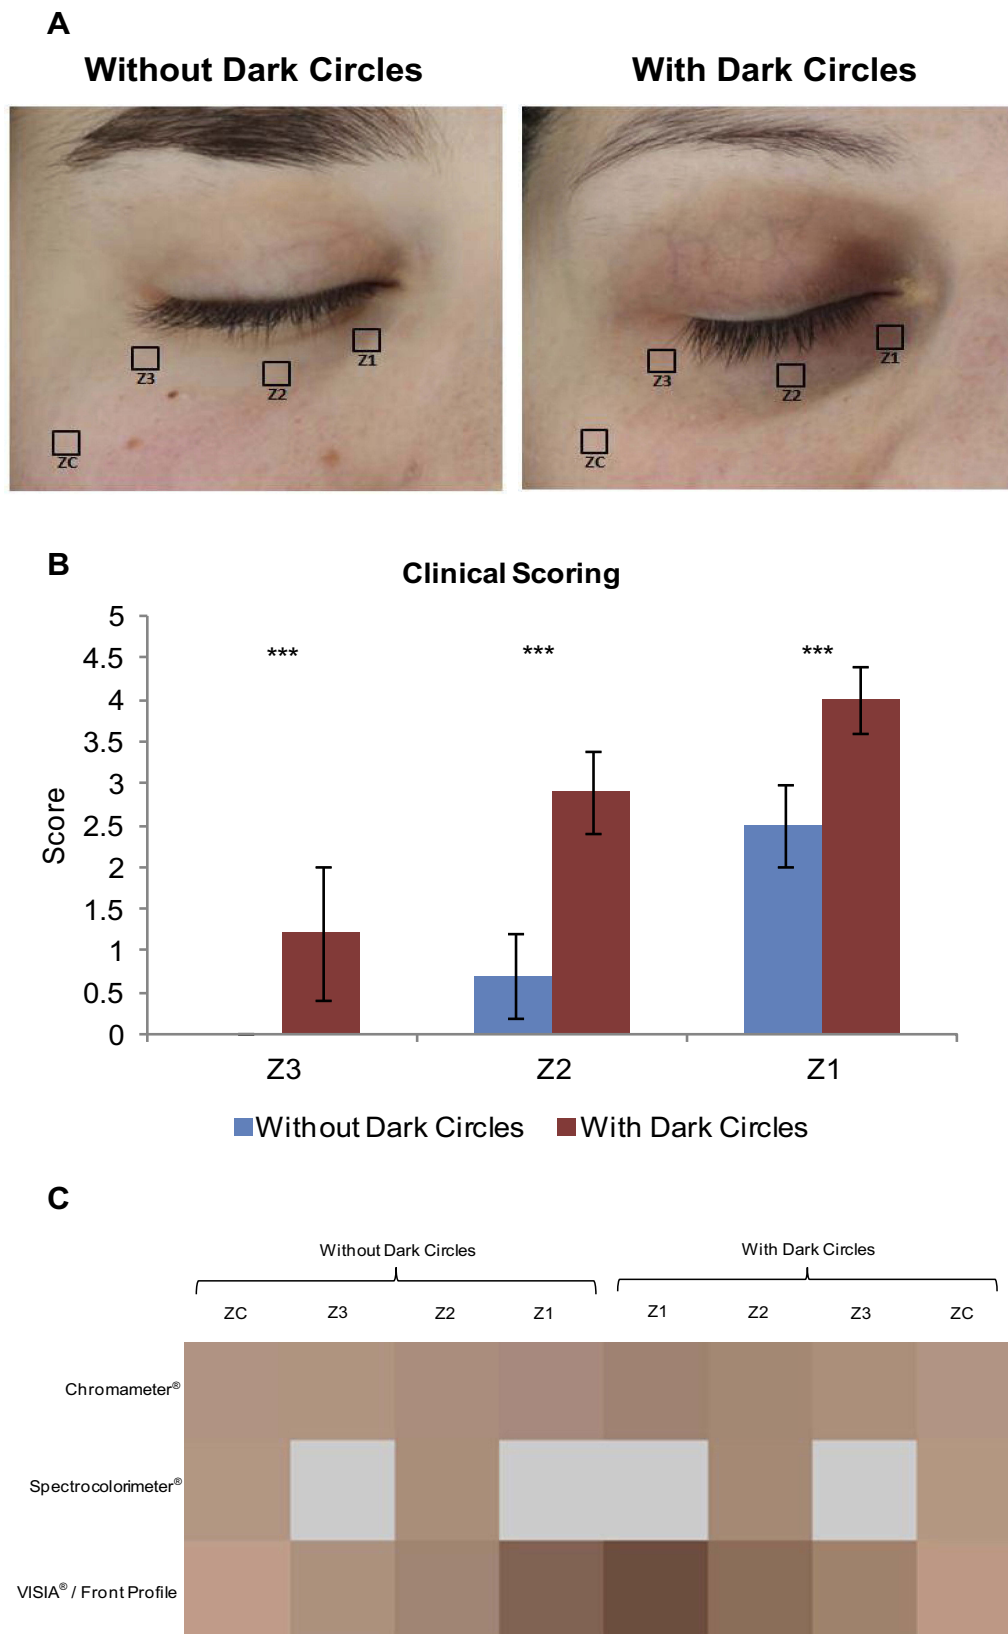 A
Without Dark Circles
With Dark Circles
Z3
Z2
Z1
ZC
Z3
Z2
Z1
ZC
B
Clinical Scoring
5
4.5
4
3.5
3
2.5
2
1.5
1
0.5
0
Score
***
***
***
Z3
Z2
Z1
Without Dark Circles
With Dark Circles
C
Without Dark Circles
With Dark Circles
ZC Z3 Z2 Z1 Z1 Z2 Z3 ZC
Chromameter®
Spectrocolorimeter®
VISIA® / Front Profile